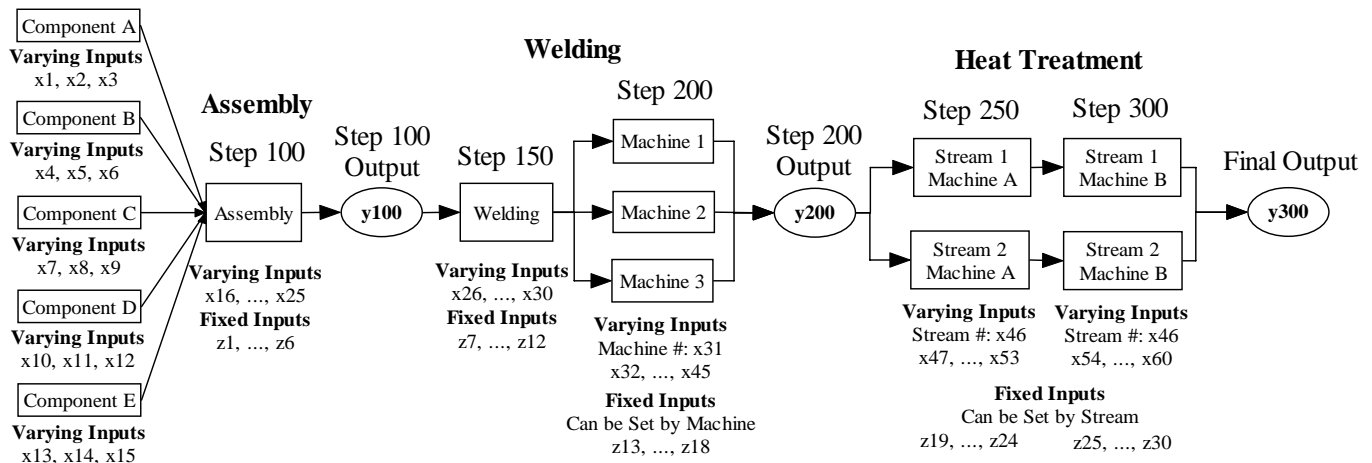 Component A
Varying Inputs
x1, x2, x3
Component B
Varying Inputs
x4, x5, x6
Component C
Varying Inputs
x7, x8, x9
Component D
Varying Inputs
x10, x11, x12
Component E
Varying Inputs
x13, x14, x15
Assembly
Step 100
Assembly
Varying Inputs
x16, ..., x25
Fixed Inputs
z1, ..., z6
Step 100
Output
y100
Welding
Step 150
Welding
Varying Inputs
x26, ..., x30
Fixed Inputs
z7, ..., z12
Step 200
Machine 1
Machine 2
Machine 3
Varying Inputs
Machine #: x31
x32, ..., x45
Fixed Inputs
Can be Set by Machine
z13, ..., z18
Step 200
Output
y200
Heat Treatment
Step 250
Stream 1
Machine A
Stream 2
Machine A
Varying Inputs
Stream #: x46
x47, ..., x53
Step 300
Stream 1
Machine B
Stream 2
Machine B
Varying Inputs
Stream #: x46
x54, ..., x60
Fixed Inputs
Can be Set by Stream
z19, ..., z24
z25, ..., z30
Final Output
y300